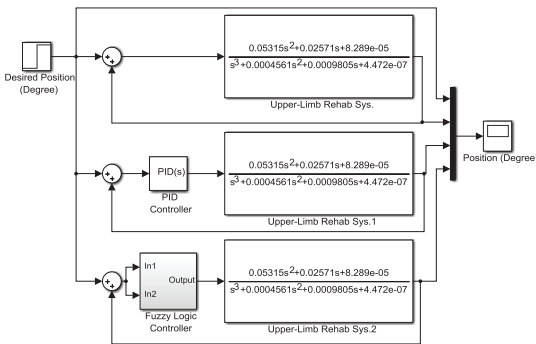 Desired Position
(Degree)
+
+
0.05315s2+0.02571s+8.289e-05
s3+0.0004561s2+0.0009805s+4.472e-07
Upper-Limb Rehab Sys.
Position (Degree
+
+
PID(s)
PID
Controller
0.05315s2+0.02571s+8.289e-05
s3+0.0004561s2+0.0009805s+4.472e-07
Upper-Limb Rehab Sys.1
+
+
In1
In2
Output
Fuzzy Logic
Controller
0.05315s2+0.02571s+8.289e-05
s3+0.0004561s2+0.0009805s+4.472e-07
Upper-Limb Rehab Sys.2